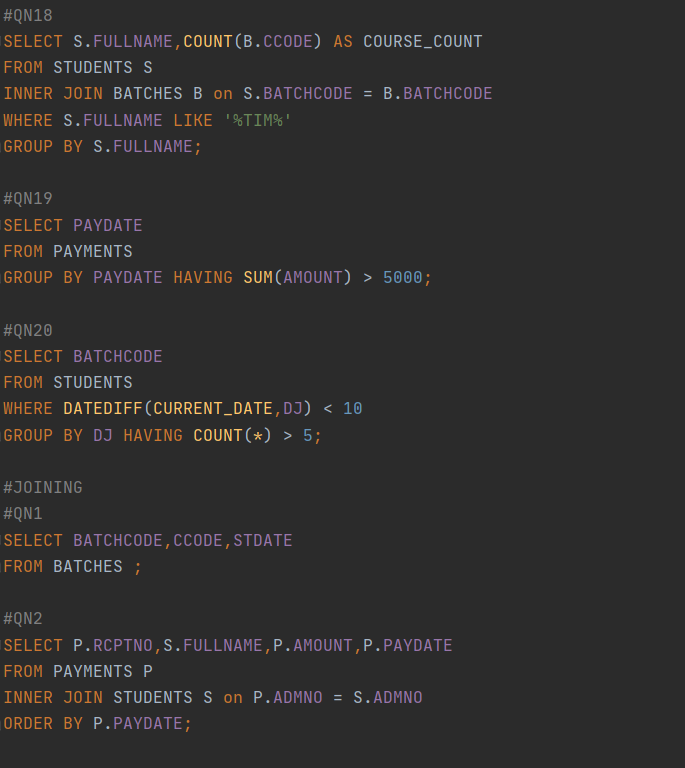 #QN18
SELECT S.FULLNAME,COUNT(B.CCODE) AS COURSE_COUNT
FROM STUDENTS S
INNER JOIN BATCHES B on S.BATCHCODE = B.BATCHCODE
WHERE S.FULLNAME LIKE '%TIM%'
GROUP BY S.FULLNAME;
#QN19
SELECT PAYDATE
FROM PAYMENTS
GROUP BY PAYDATE HAVING SUM(AMOUNT) > 5000;
#QN20
SELECT BATCHCODE
FROM STUDENTS
WHERE DATEDIFF(CURRENT_DATE,DJ) < 10
GROUP BY DJ HAVING COUNT(*) > 5;
#JOINING
#QN1
SELECT BATCHCODE,CCODE,STDATE
FROM BATCHES ;
#QN2
SELECT P.RCPTNO,S.FULLNAME,P.AMOUNT,P.PAYDATE
FROM PAYMENTS P
INNER JOIN STUDENTS S on P.ADMNO = S.ADMNO
ORDER BY P.PAYDATE;